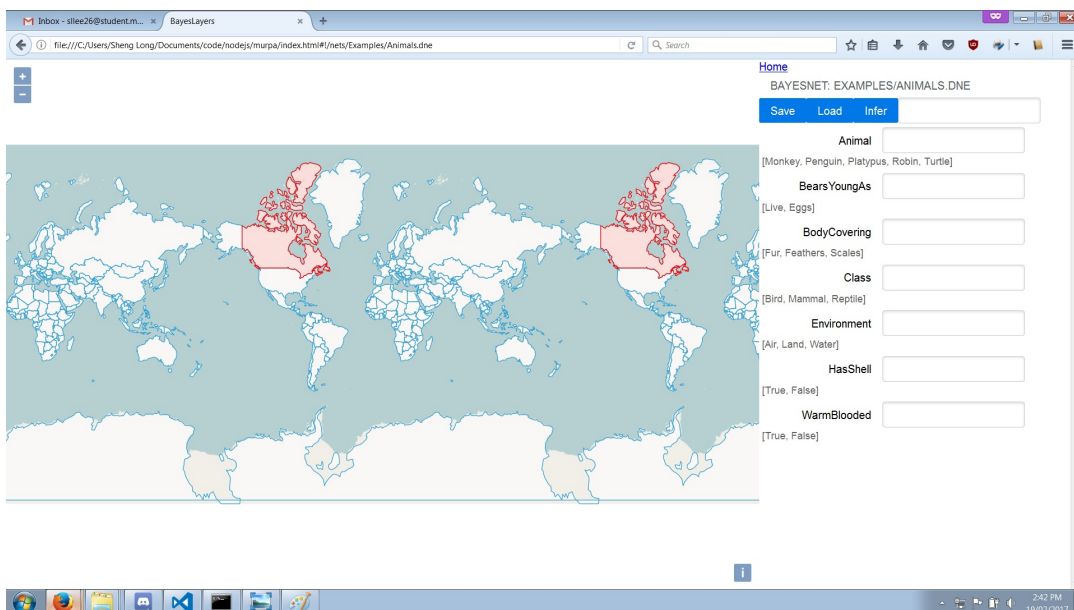 Inbox - sllee26@student.m...
BayesLayers
file:///C:/Users/Sheng Long/Documents/code/nodejs/murpa/index.html#!/nets/Examples/Animals.dne
Search
Home
BAYESNET: EXAMPLES/ANIMALS.DNE
Save Load Infer
Animal
[Monkey, Penguin, Platypus, Robin, Turtle]
BearsYoungAs
[Live, Eggs]
BodyCovering
[Fur, Feathers, Scales]
Class
[Bird, Mammal, Reptile]
Environment
[Air, Land, Water]
HasShell
[True, False]
WarmBlooded
[True, False]
i
2:42 PM
19/02/2017